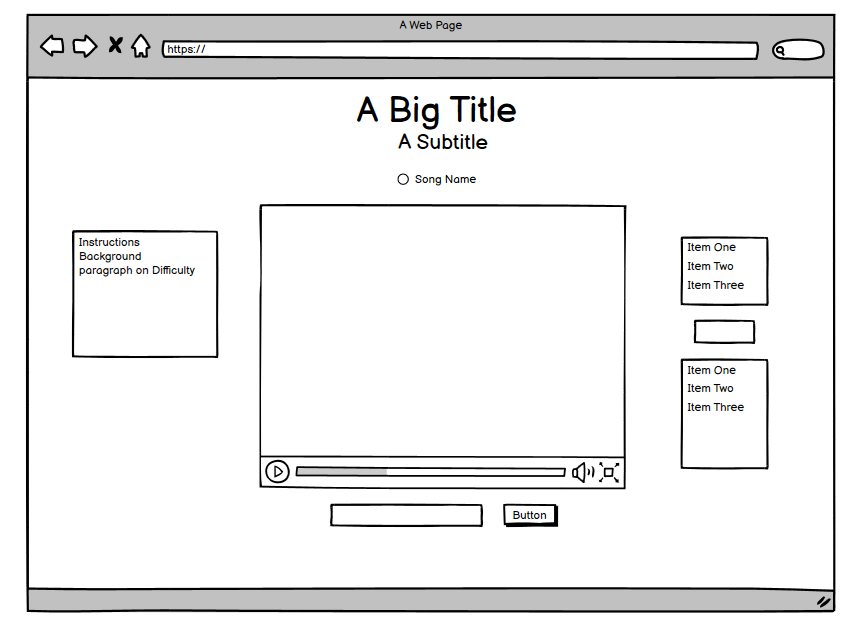 A Web Page
https://
A Big Title
A Subtitle
Song Name
Instructions
Background
paragraph on Difficulty
Item One
Item Two
Item Three
Item One
Item Two
Item Three
Button